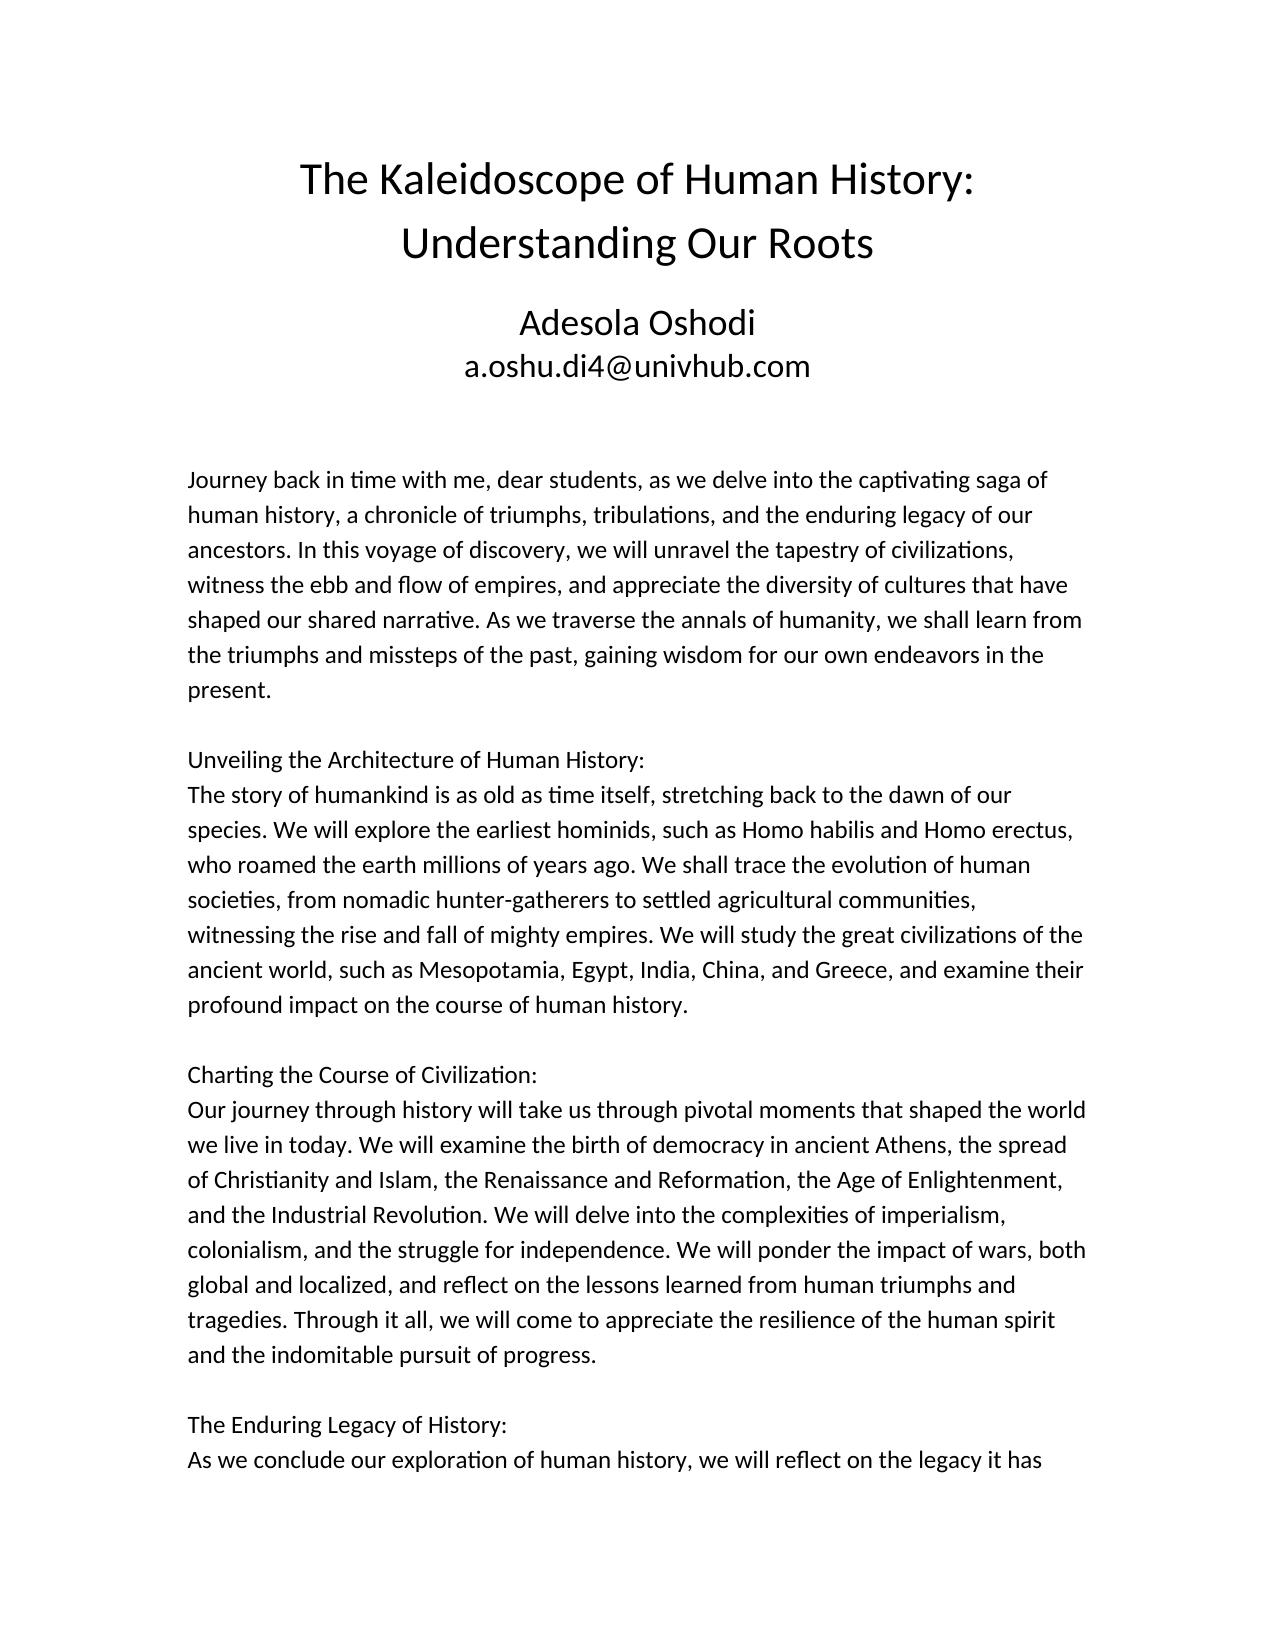 The Kaleidoscope of Human History:
Understanding Our Roots
Adesola Oshodi
a.oshu.di4@univhub.com
Journey back in time with me, dear students, as we delve into the captivating saga of
human history, a chronicle of triumphs, tribulations, and the enduring legacy of our
ancestors. In this voyage of discovery, we will unravel the tapestry of civilizations,
witness the ebb and flow of empires, and appreciate the diversity of cultures that have
shaped our shared narrative. As we traverse the annals of humanity, we shall learn from
the triumphs and missteps of the past, gaining wisdom for our own endeavors in the
present.
Unveiling the Architecture of Human History:
The story of humankind is as old as time itself, stretching back to the dawn of our
species. We will explore the earliest hominids, such as Homo habilis and Homo erectus,
who roamed the earth millions of years ago. We shall trace the evolution of human
societies, from nomadic hunter-gatherers to settled agricultural communities,
witnessing the rise and fall of mighty empires. We will study the great civilizations of the
ancient world, such as Mesopotamia, Egypt, India, China, and Greece, and examine their
profound impact on the course of human history.
Charting the Course of Civilization:
Our journey through history will take us through pivotal moments that shaped the world
we live in today. We will examine the birth of democracy in ancient Athens, the spread
of Christianity and Islam, the Renaissance and Reformation, the Age of Enlightenment,
and the Industrial Revolution. We will delve into the complexities of imperialism,
colonialism, and the struggle for independence. We will ponder the impact of wars, both
global and localized, and reflect on the lessons learned from human triumphs and
tragedies. Through it all, we will come to appreciate the resilience of the human spirit
and the indomitable pursuit of progress.
The Enduring Legacy of History:
As we conclude our exploration of human history, we will reflect on the legacy it has